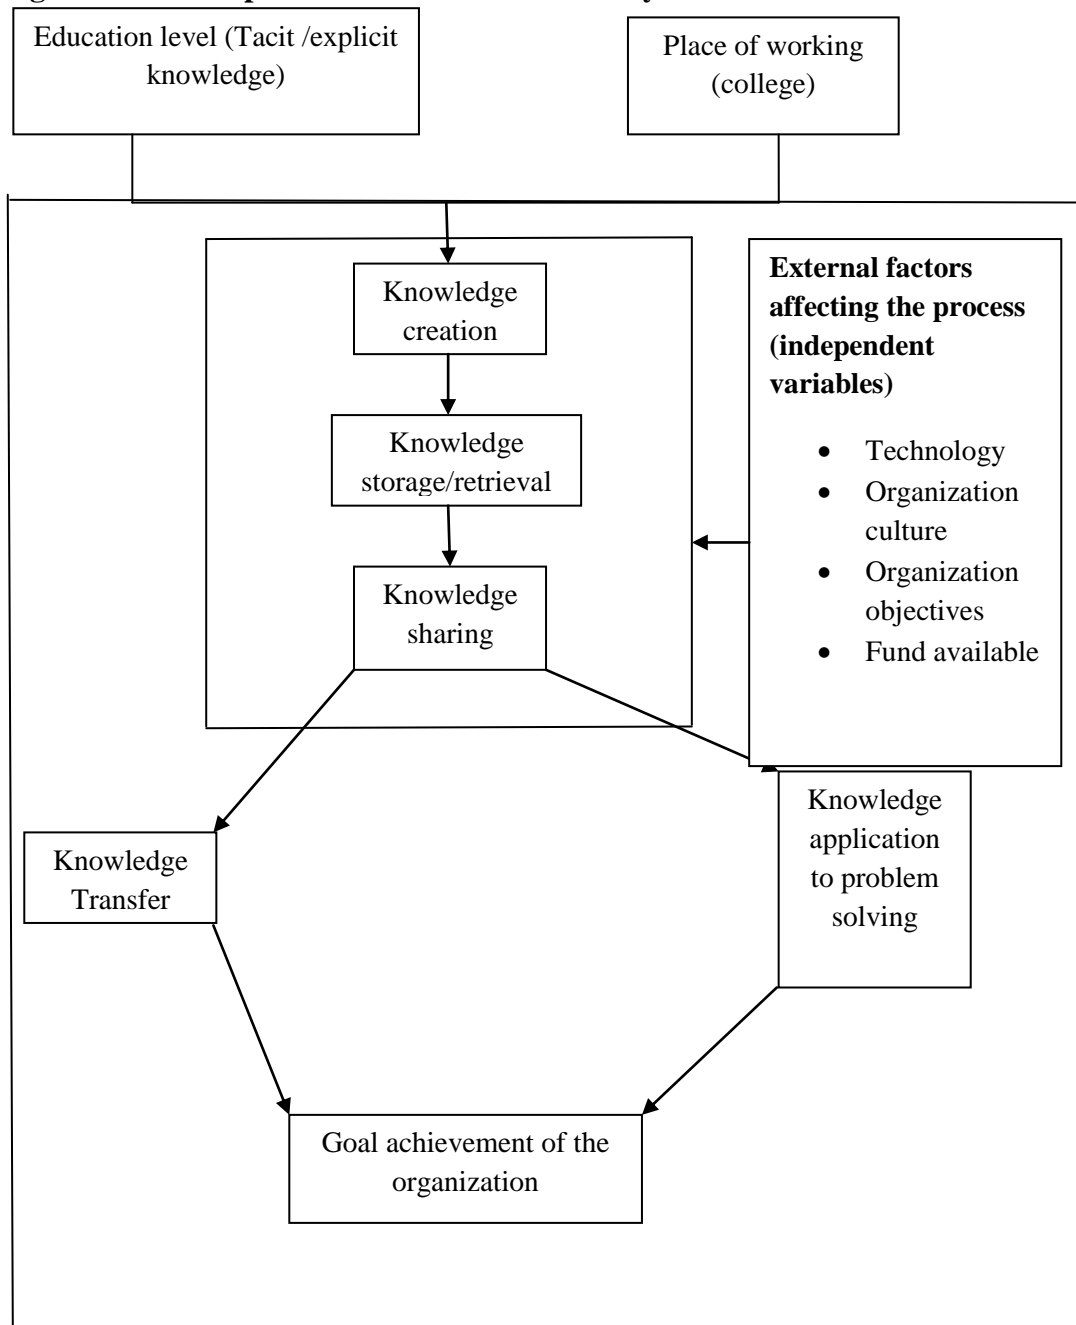 Education level (Tacit /explicit
knowledge)
Place of working
(college)
Knowledge
creation
Knowledge
storage/retrieval
Knowledge
sharing
External factors
affecting the process
(independent
variables)
• Technology
• Organization
culture
• Organization
objectives
• Fund available
Knowledge
application
to problem
solving
Knowledge
Transfer
Goal achievement of the
organization